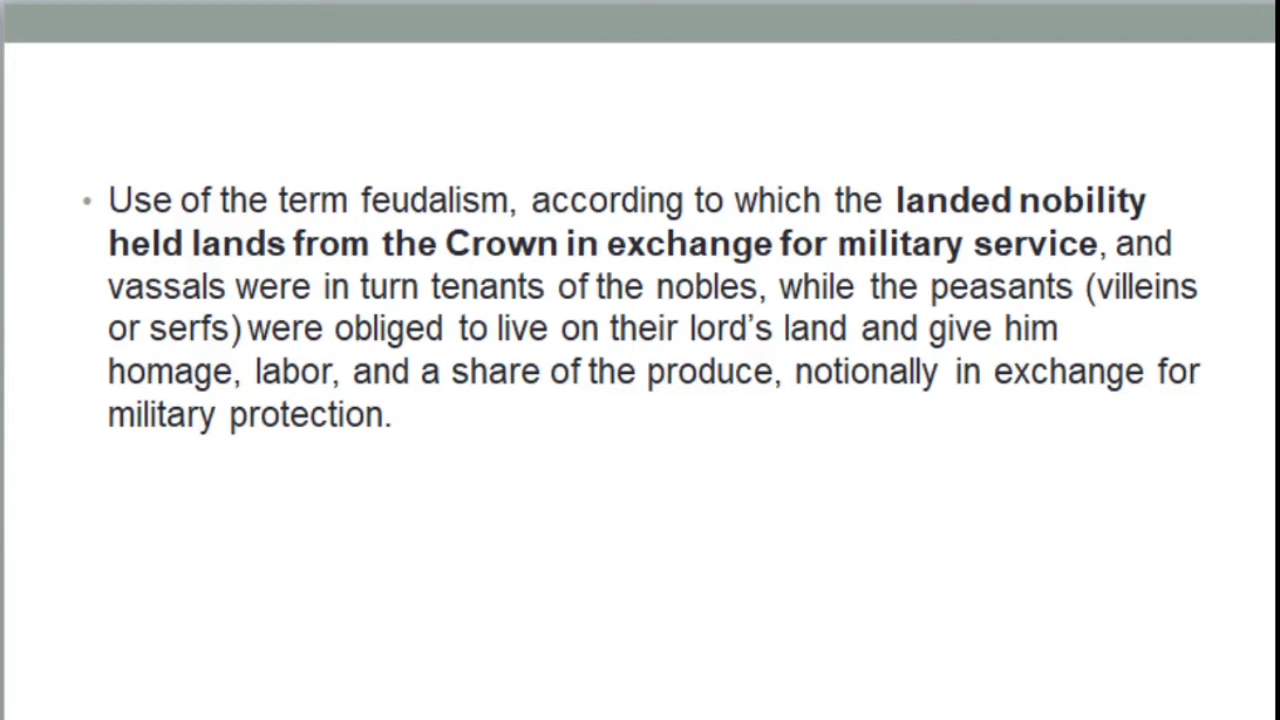 • Use of the term feudalism, according to which the landed nobility
held lands from the Crown in exchange for military service, and
vassals were in turn tenants of the nobles, while the peasants (villeins
or serfs) were obliged to live on their lord’s land and give him
homage, labor, and a share of the produce, notionally in exchange for
military protection.